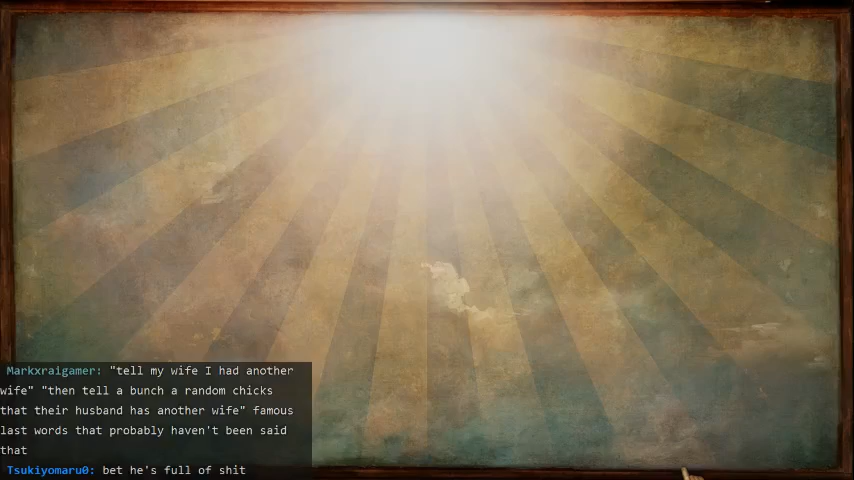 Markxraigamer: "tell my wife I had another
wife" "then tell a bunch a random chicks
that their husband has another wife" famous
last words that probably haven't been said
that
Tsukiyomaru0: bet he's full of shit